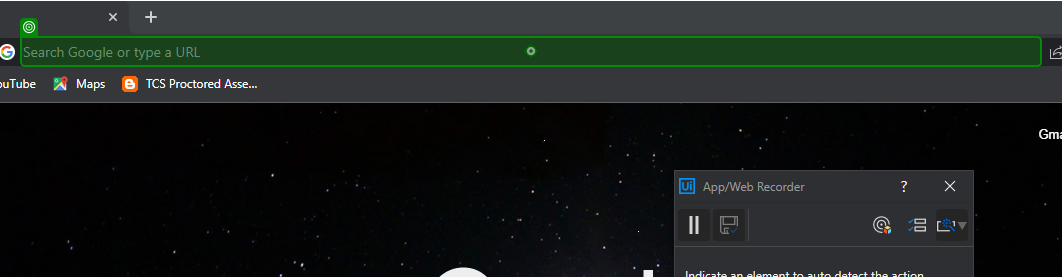 Search Google or type a URL
ouTube Maps TCS Proctored Asse...
Gma
Ui App/Web Recorder ?
Indicate an element to auto detect the action